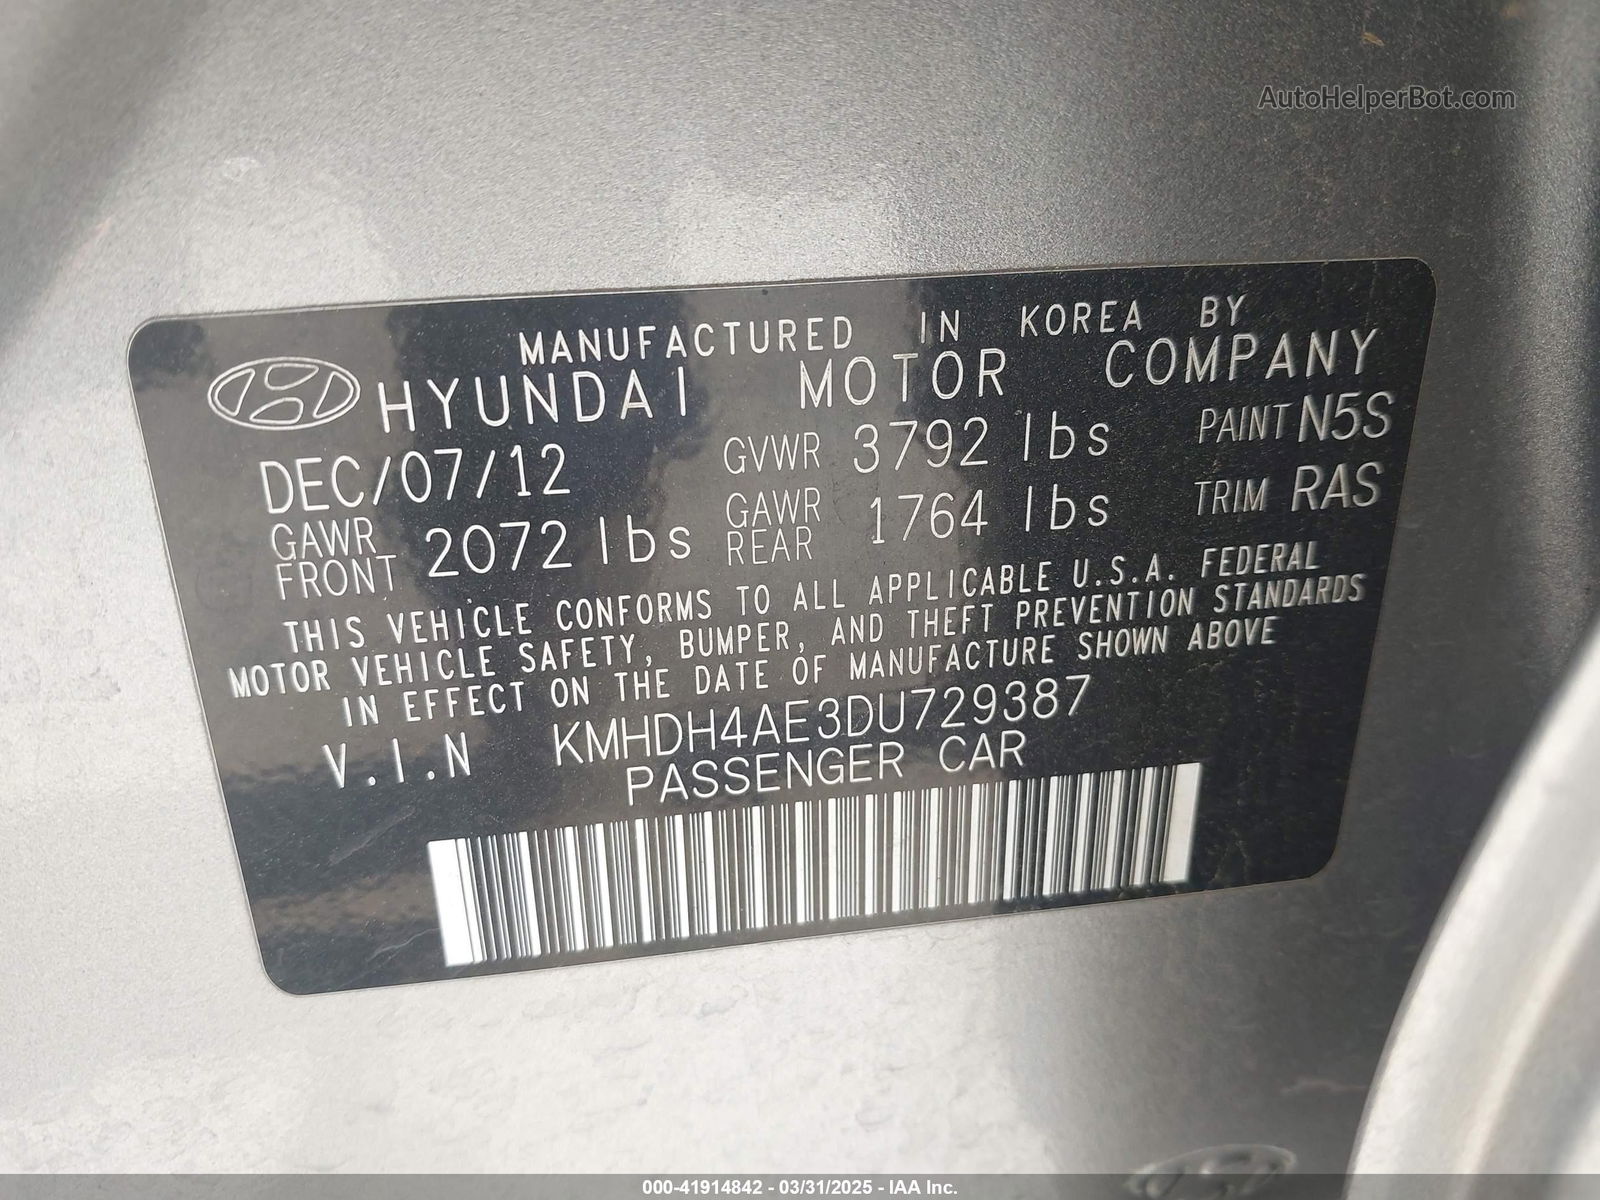 AutoHelperBot.com
MANUFACTURED IN KOREA BY
HYUNDAI MOTOR COMPANY
DEC/07/12 GVWR 3792 lbs PAINT N5S
GAWR FRONT 2072 lbs GAWR REAR 1764 lbs TRIM RAS
THIS VEHICLE CONFORMS TO ALL APPLICABLE U.S.A. FEDERAL
MOTOR VEHICLE SAFETY, BUMPER, AND THEFT PREVENTION STANDARDS
IN EFFECT ON THE DATE OF MANUFACTURE SHOWN ABOVE
V.I.N KMHDH4AE3DU729387
PASSENGER CAR
000-41914842 - 03/31/2025 - IAA Inc.